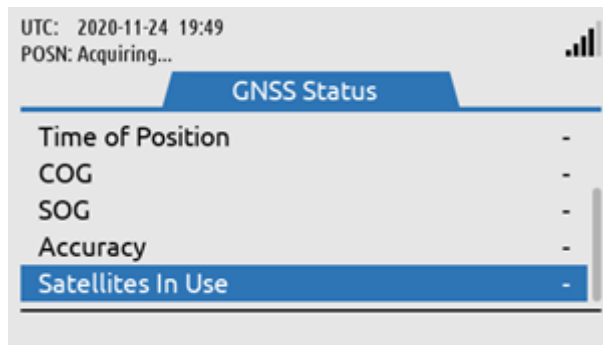 UTC: 2020-11-24 19:49
POSN: Acquiring...
GNSS Status
Time of Position -
COG -
SOG -
Accuracy -
Satellites In Use -